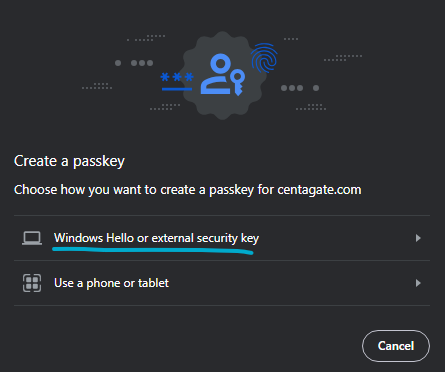 Create a passkey
Choose how you want to create a passkey for centagate.com
Windows Hello or external security key
Use a phone or tablet
Cancel